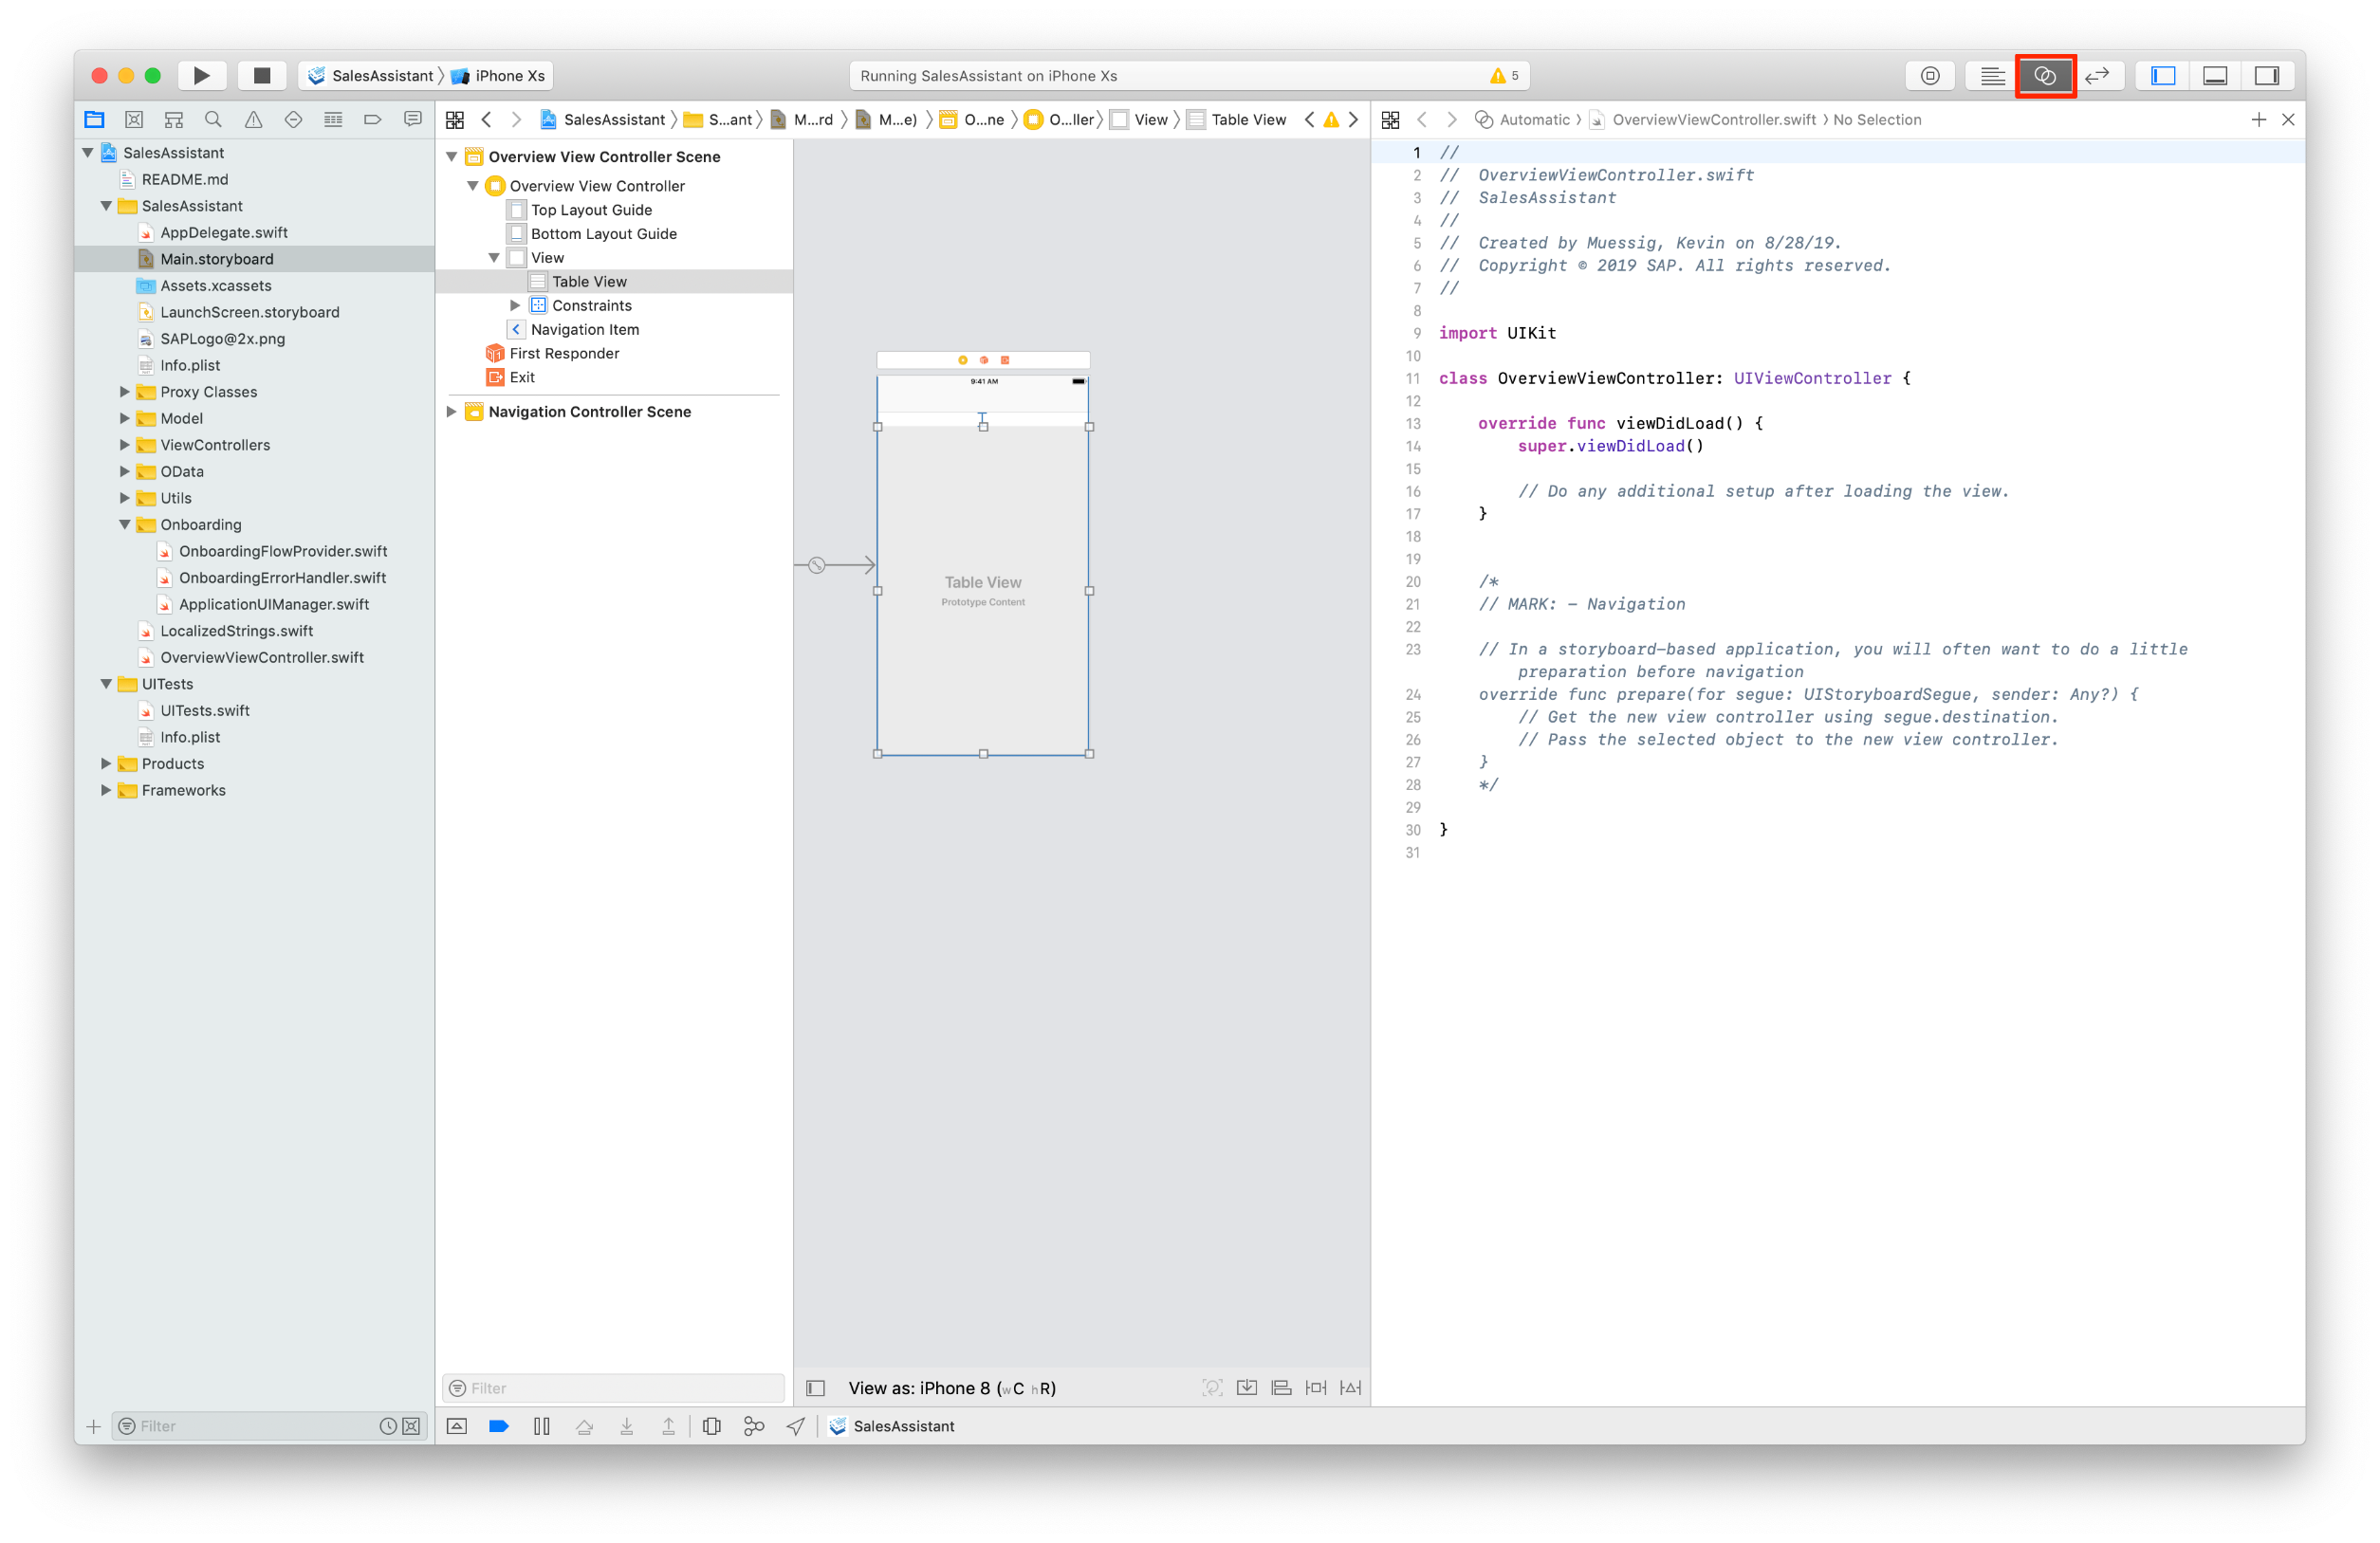 SalesAssistant
iPhone Xs
Running SalesAssistant on iPhone Xs
5
SalesAssistant
README.md
SalesAssistant
AppDelegate.swift
Main.storyboard
Assets.xcassets
LaunchScreen.storyboard
SAPLogo@2x.png
Info.plist
Proxy Classes
Model
ViewControllers
OData
Utils
Onboarding
OnboardingFlowProvider.swift
OnboardingErrorHandler.swift
ApplicationUIManager.swift
LocalizedStrings.swift
OverviewViewController.swift
UITests
UITests.swift
Info.plist
Products
Frameworks
Filter
SalesAssistant
S...ant
M...rd
M...e)
O...ne
O...ller
View
Table View
Overview View Controller Scene
Overview View Controller
Top Layout Guide
Bottom Layout Guide
View
Table View
Constraints
Navigation Item
First Responder
Exit
Navigation Controller Scene
Filter
9:41 AM
Table View
Prototype Content
View as: iPhone 8 (wC hR)
SalesAssistant
Automatic
OverviewViewController.swift
No Selection
1 //
2 // OverviewViewController.swift
3 // SalesAssistant
4 //
5 // Created by Muessig, Kevin on 8/28/19.
6 // Copyright © 2019 SAP. All rights reserved.
7 //
8
9 import UIKit
10
11 class OverviewViewController: UIViewController {
12
13 override func viewDidLoad() {
14 super.viewDidLoad()
15
16 // Do any additional setup after loading the view.
17 }
18
19
20 /*
21 // MARK: - Navigation
22
23 // In a storyboard-based application, you will often want to do a little
preparation before navigation
24 override func prepare(for segue: UIStoryboardSegue, sender: Any?) {
25 // Get the new view controller using segue.destination.
26 // Pass the selected object to the new view controller.
27 }
28 */
29
30 }
31